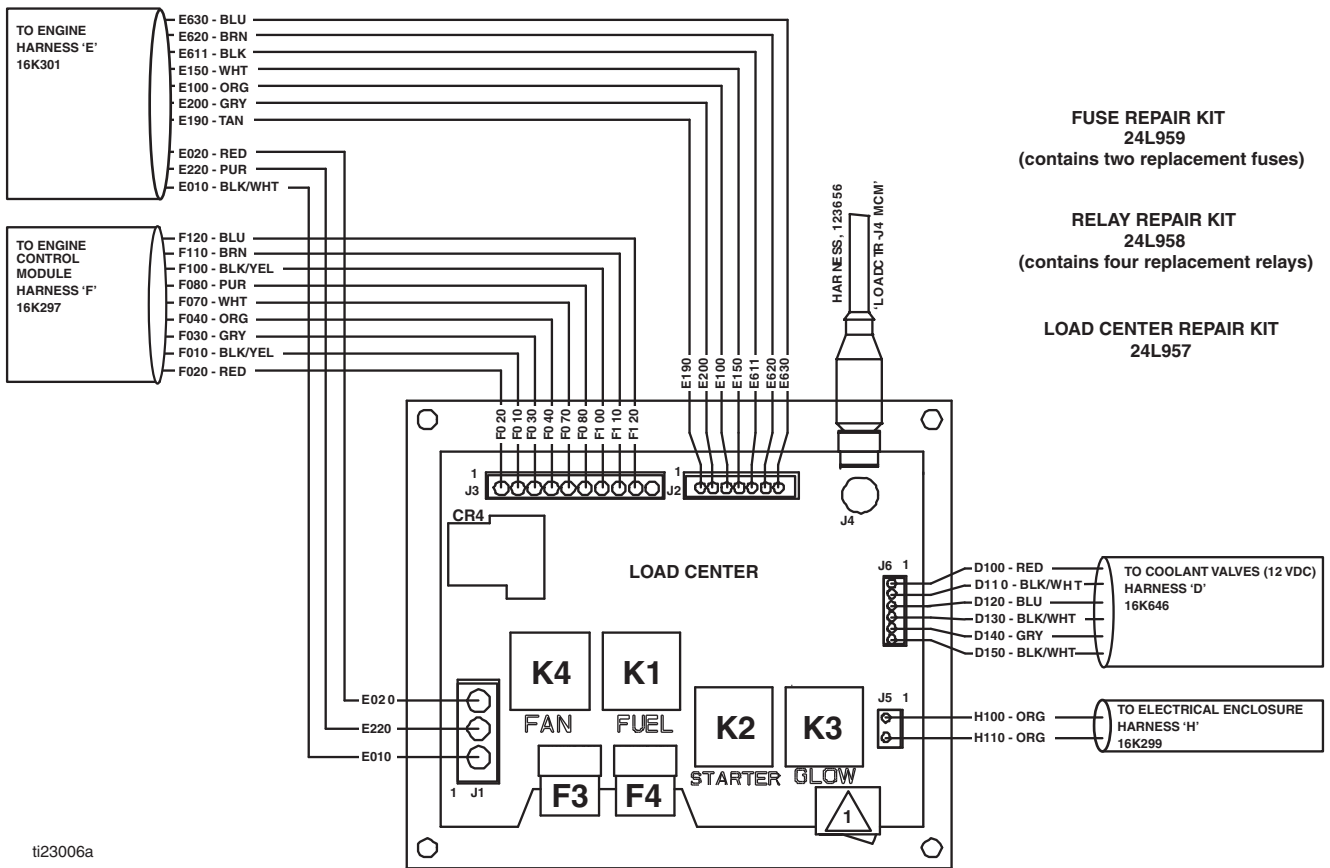 TO ENGINE
HARNESS ‘E’
16K301
E630 - BLU
E620 - BRN
E611 - BLK
E150 - WHT
E100 - ORG
E200 - GRY
E190 - TAN
E020 - RED
E220 - PUR
E010 - BLK/WHT
TO ENGINE
CONTROL
MODULE
HARNESS ‘F’
16K297
F120 - BLU
F110 - BRN
F100 - BLK/YEL
F080 - PUR
F070 - WHT
F040 - ORG
F030 - GRY
F010 - BLK/YEL
F020 - RED
FUSE REPAIR KIT
24L959
(contains two replacement fuses)
RELAY REPAIR KIT
24L958
(contains four replacement relays)
LOAD CENTER REPAIR KIT
24L957
HARNESS, 123656
‘LOADCTR-J4 MCM’
F020
F010
F030
F040
F070
F080
F100
F110
F120
E190
E200
E100
E150
E611
E620
E630
1
J3
1
J2
J4
CR4
LOAD CENTER
J6 1
D100 - RED
D110 - BLK/WHT
D120 - BLU
D130 - BLK/WHT
D140 - GRY
D150 - BLK/WHT
TO COOLANT VALVES (12 VDC)
HARNESS ‘D’
16K646
K4
FAN
K1
FUEL
K2
STARTER
K3
GLOW
J5 1
H100 - ORG
H110 - ORG
TO ELECTRICAL ENCLOSURE
HARNESS ‘H’
16K299
E020
E220
E010
1 J1
F3
F4
1
ti23006a